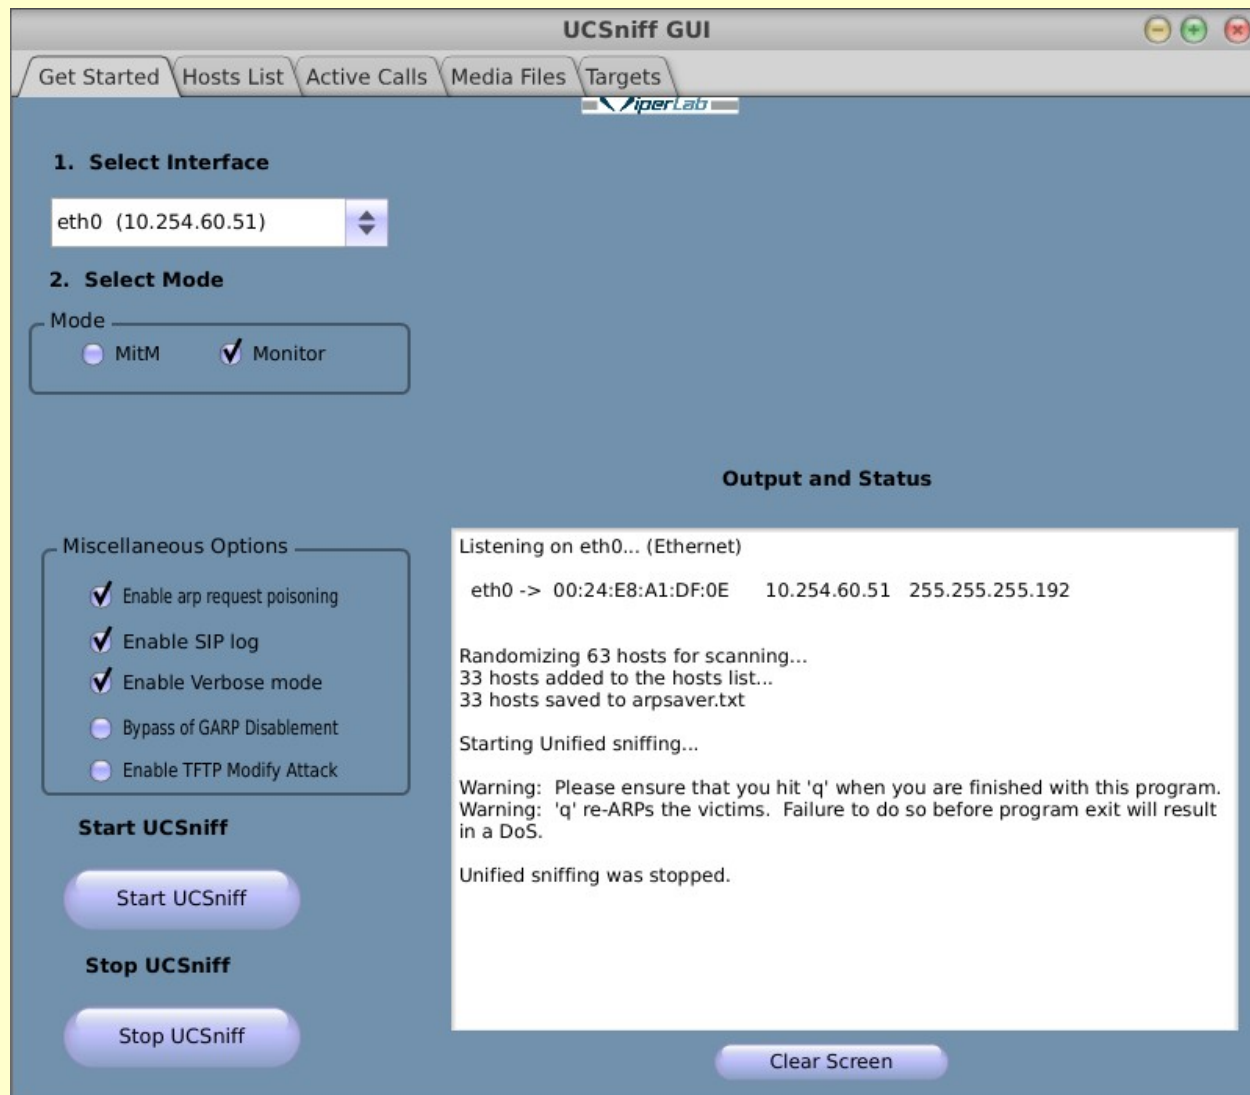 UCSniff GUI
Get Started Hosts List Active Calls Media Files Targets
ViperLab
1. Select Interface
eth0 (10.254.60.51)
2. Select Mode
Mode
MitM Monitor
Output and Status
Miscellaneous Options
Enable arp request poisoning
Enable SIP log
Enable Verbose mode
Bypass of GARP Disablement
Enable TFTP Modify Attack
Start UCSniff
Start UCSniff
Stop UCSniff
Stop UCSniff
Listening on eth0... (Ethernet)
eth0 -> 00:24:E8:A1:DF:0E 10.254.60.51 255.255.255.192
Randomizing 63 hosts for scanning...
33 hosts added to the hosts list...
33 hosts saved to arpsaver.txt
Starting Unified sniffing...
Warning: Please ensure that you hit 'q' when you are finished with this program.
Warning: 'q' re-ARPs the victims. Failure to do so before program exit will result
in a DoS.
Unified sniffing was stopped.
Clear Screen